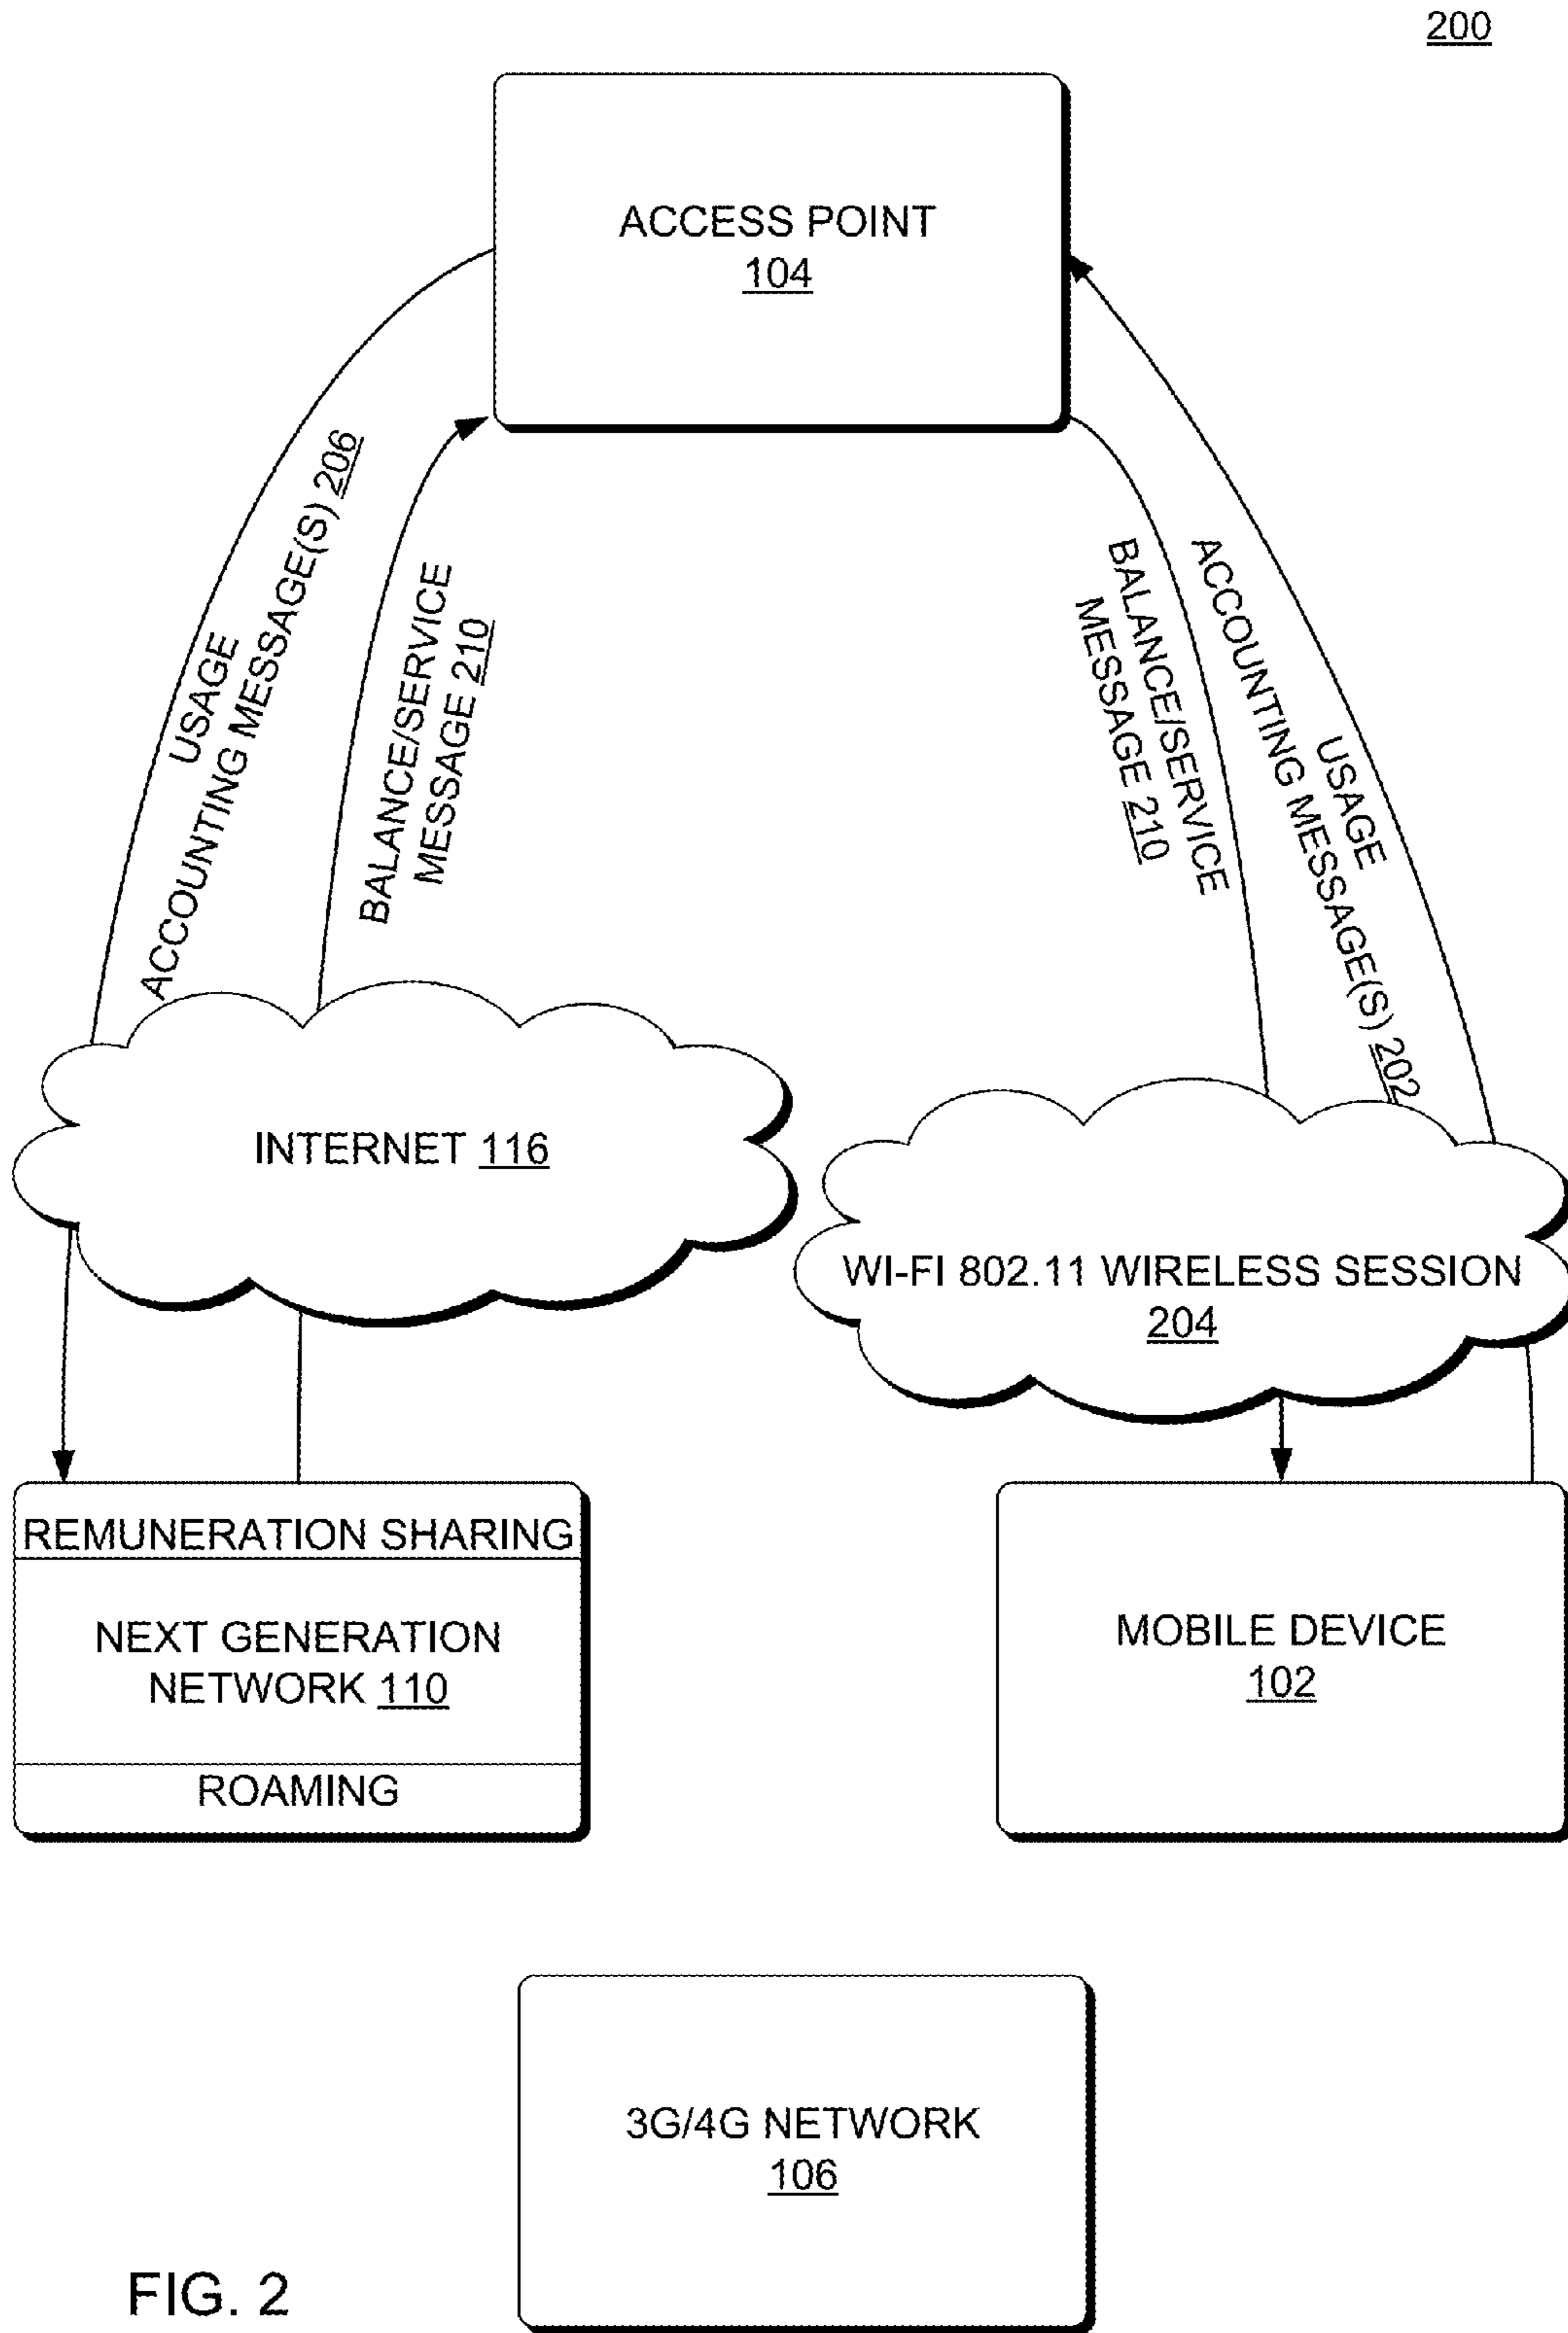 200
ACCESS POINT
104
USAGE
ACCOUNTING MESSAGE(S) 206
BALANCE/SERVICE
MESSAGE 210
BALANCE/SERVICE
MESSAGE 210
USAGE
ACCOUNTING MESSAGE(S) 202
INTERNET 116
WI-FI 802.11 WIRELESS SESSION
204
REMUNERATION SHARING
NEXT GENERATION
NETWORK 110
ROAMING
MOBILE DEVICE
102
3G/4G NETWORK
106
FIG. 2